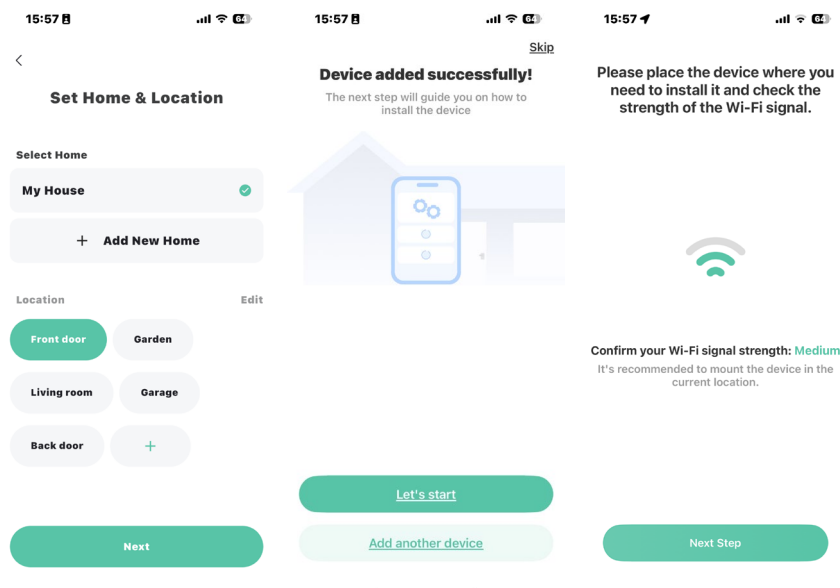 15:57
64
Set Home & Location
Select Home
My House
+ Add New Home
Location
Edit
Front door
Garden
Living room
Garage
Back door
+
Next
15:57
64
Skip
Device added successfully!
The next step will guide you on how to
install the device
Let's start
Add another device
15:57
64
Please place the device where you
need to install it and check the
strength of the Wi-Fi signal.
Confirm your Wi-Fi signal strength: Medium
It's recommended to mount the device in the
current location.
Next Step